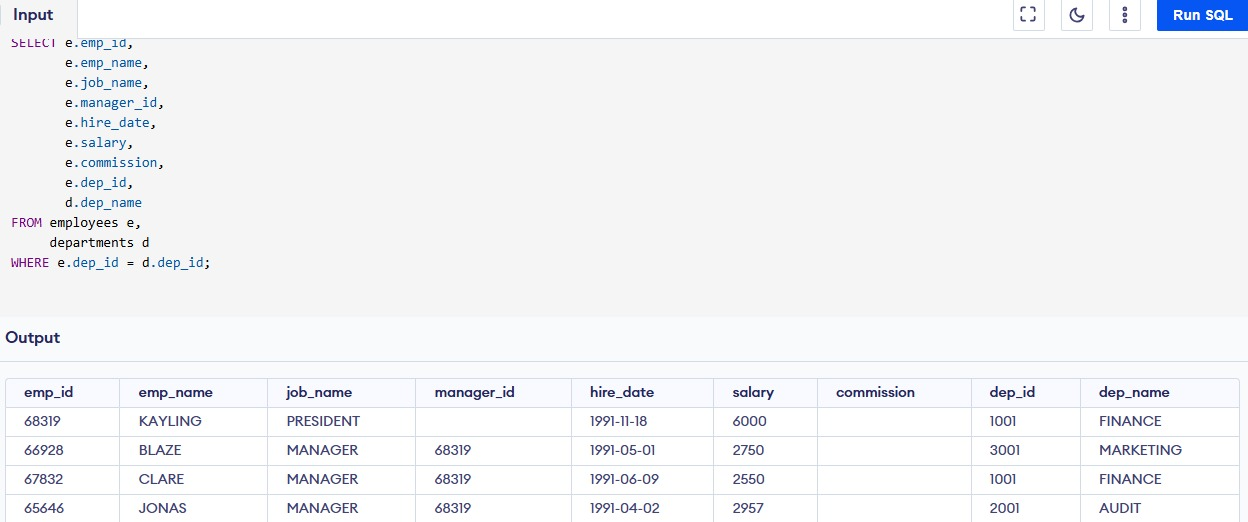 Input
Run SQL
SELECT e.emp_id,
e.emp_name,
e.job_name,
e.manager_id,
e.hire_date,
e.salary,
e.commission,
e.dep_id,
d.dep_name
FROM employees e,
departments d
WHERE e.dep_id = d.dep_id;
Output
emp_id emp_name job_name manager_id hire_date salary commission dep_id dep_name
68319 KAYLING PRESIDENT 1991-11-18 6000 1001 FINANCE
66928 BLAZE MANAGER 68319 1991-05-01 2750 3001 MARKETING
67832 CLARE MANAGER 68319 1991-06-09 2550 1001 FINANCE
65646 JONAS MANAGER 68319 1991-04-02 2957 2001 AUDIT